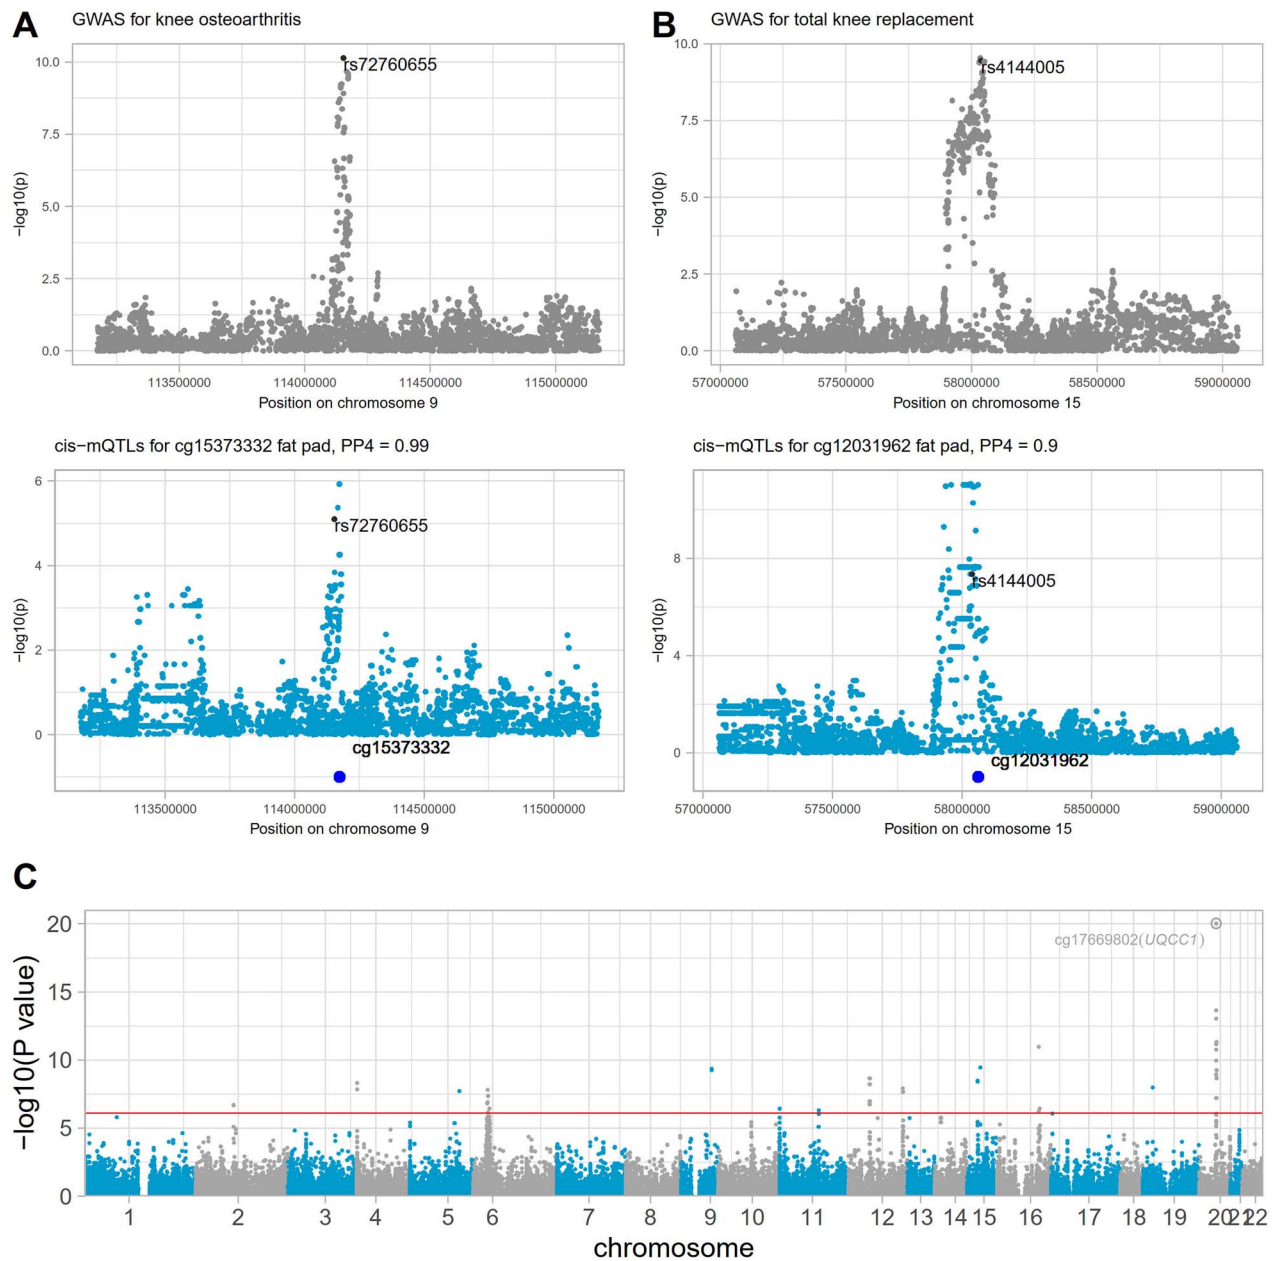 A
GWAS for knee osteoarthritis
−log10(p)
10.0
7.5
5.0
2.5
0.0
rs72760655
113500000 114000000 114500000 115000000
Position on chromosome 9
B
GWAS for total knee replacement
−log10(p)
10.0
7.5
5.0
2.5
0.0
rs4144005
57000000 57500000 58000000 58500000 59000000
Position on chromosome 15
cis−mQTLs for cg15373332 fat pad, PP4 = 0.99
−log10(p)
6
4
2
0
rs72760655
cg15373332
113500000 114000000 114500000 115000000
Position on chromosome 9
cis−mQTLs for cg12031962 fat pad, PP4 = 0.9
−log10(p)
8
4
0
rs4144005
cg12031962
57000000 57500000 58000000 58500000 59000000
Position on chromosome 15
C
−log10(P value)
20
15
10
5
0
cg17669802(UQCC1)
1 2 3 4 5 6 7 8 9 10 11 12 13 14 15 16 17 18 19 20 21 22
chromosome